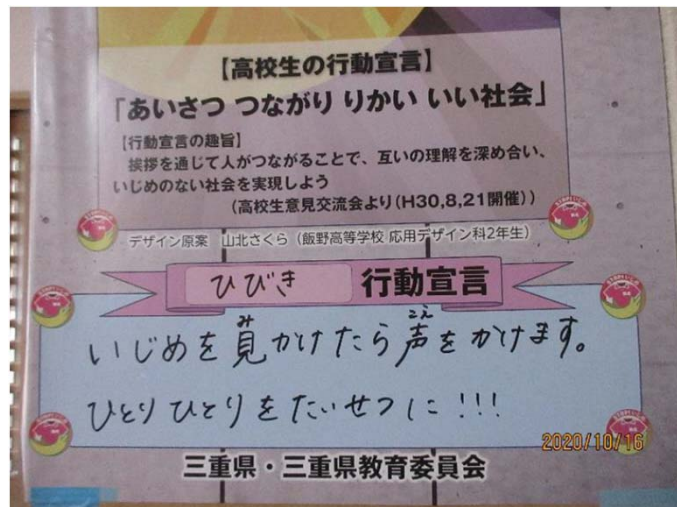 【高校生の行動宣言】
「あいさつ つながり りかい いい社会」
【行動宣言の趣旨】
挨拶を通じて人がつながることで、互いの理解を深め合い、
いじめのない社会を実現しよう
(高校生意見交流会より(H30,8,21開催))
デザイン原案 山北さくら(飯野高等学校 応用デザイン科2年生)
ひびき 行動宣言
み こえ
いじめを見かけたら声をかけます。
ひとりひとりをたいせつに!!!
2020/10/16
三重県・三重県教育委員会